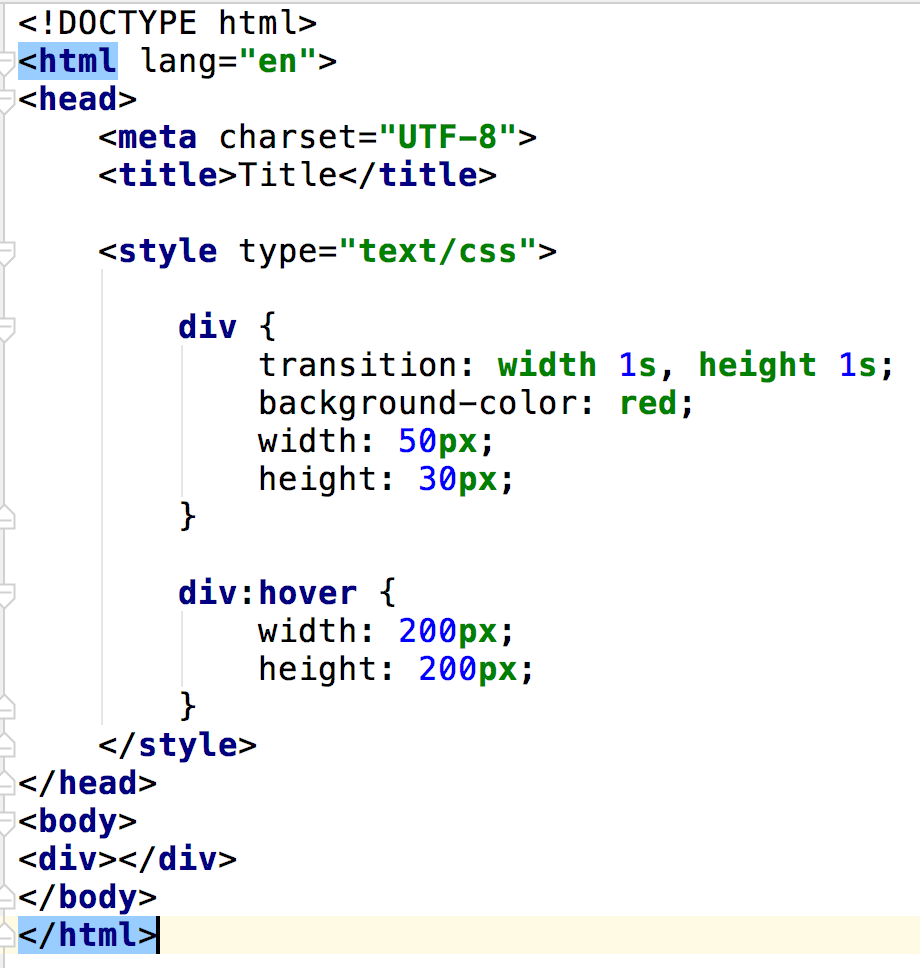 <!DOCTYPE html>
<html lang="en">
<head>
    <meta charset="UTF-8">
    <title>Title</title>

    <style type="text/css">

        div {
            transition: width 1s, height 1s;
            background-color: red;
            width: 50px;
            height: 30px;
        }

        div:hover {
            width: 200px;
            height: 200px;
        }
    </style>
</head>
<body>
<div></div>
</body>
</html>